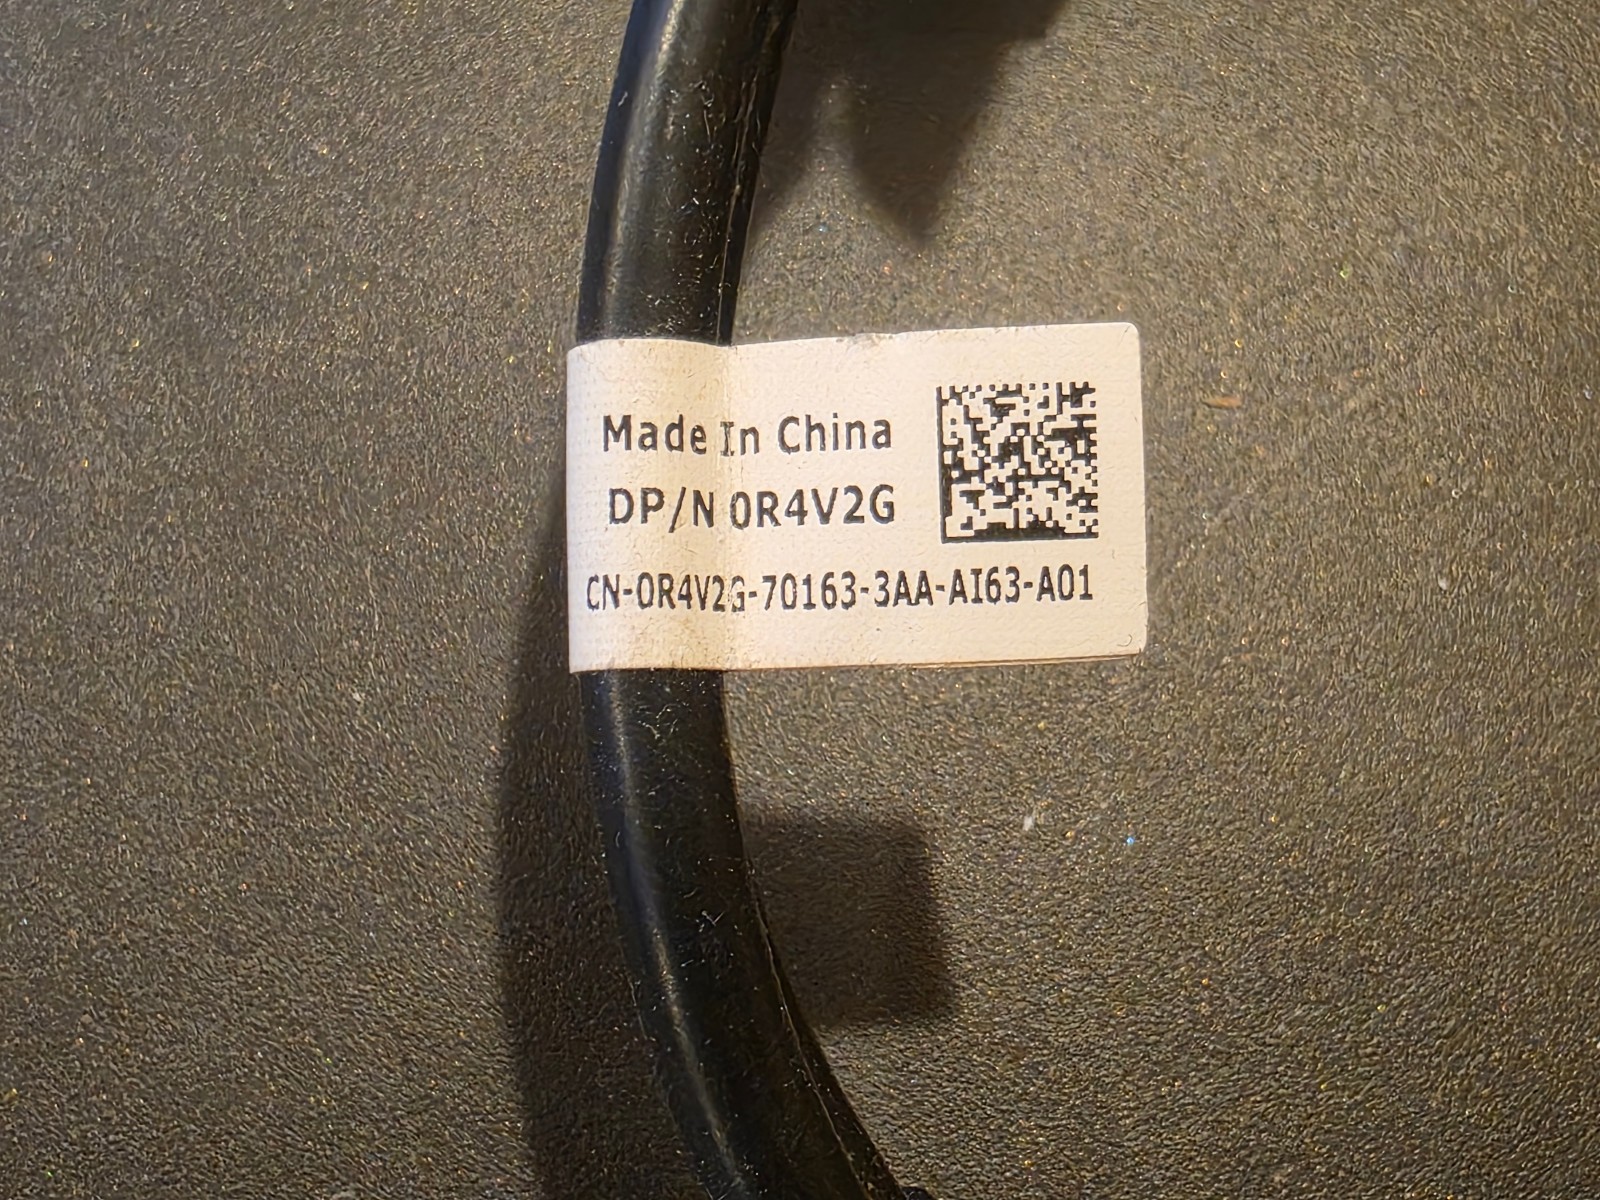 Made In China
DP/N 0R4V2G
CN-0R4V2G-70163-3AA-AI63-A01